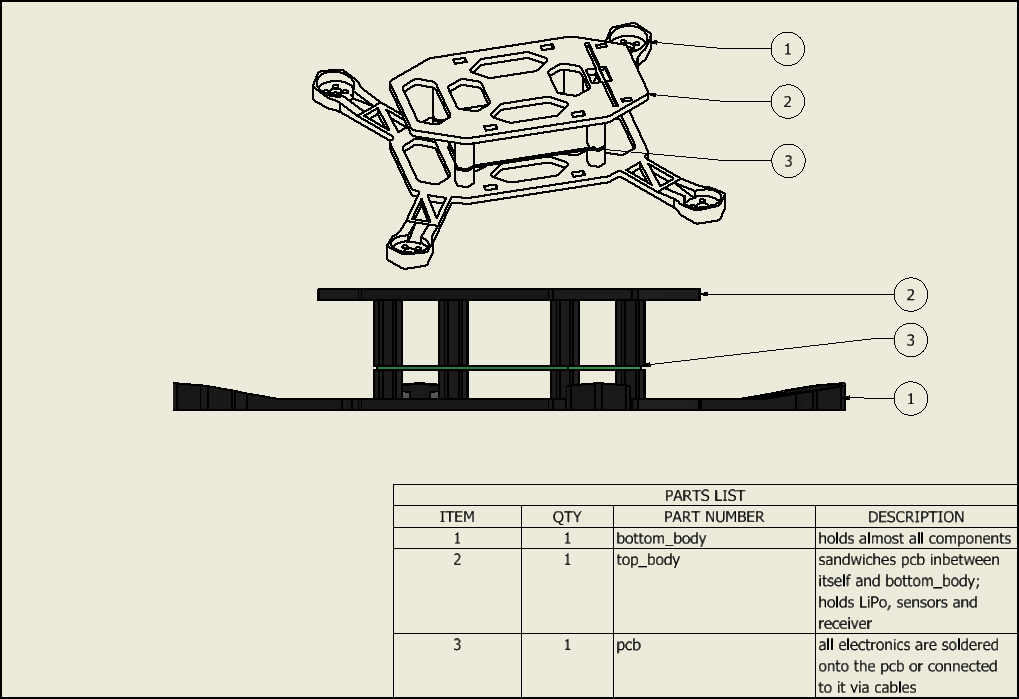 1
2
3
2
3
1
PARTS LIST
ITEM QTY PART NUMBER DESCRIPTION
1 1 bottom_body holds almost all components
2 1 top_body sandwiches pcb inbetween
itself and bottom_body;
holds LiPo, sensors and
receiver
3 1 pcb all electronics are soldered
onto the pcb or connected
to it via cables